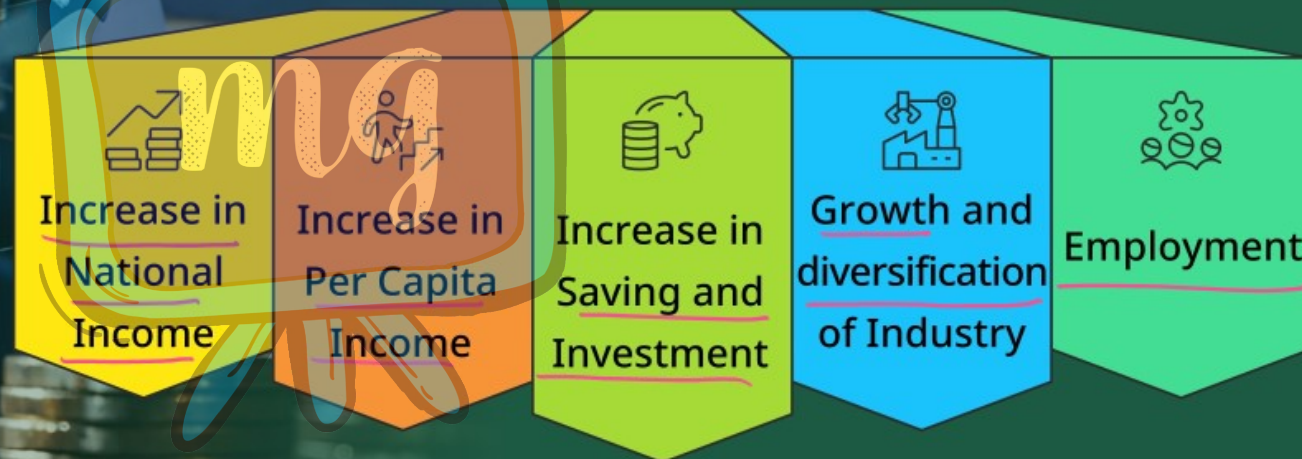 mg
Increase in
National
Income
Increase in
Per Capita
Income
Increase in
Saving and
Investment
Growth and
diversification
of Industry
Employment